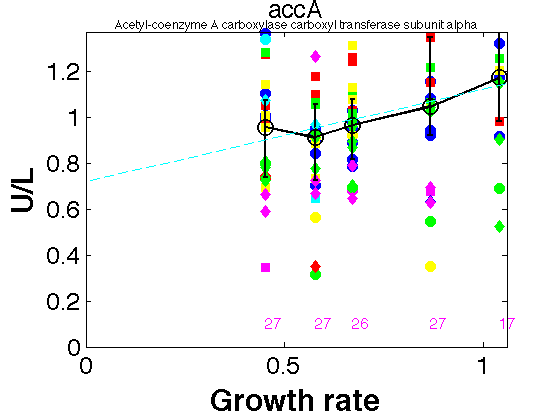 accA
Acetyl-coenzyme A carboxylase carboxyl transferase subunit alpha
U/L
1.2
1
0.8
0.6
0.4
0.2
0
27 27 26 27 17
0 0.5 1
Growth rate